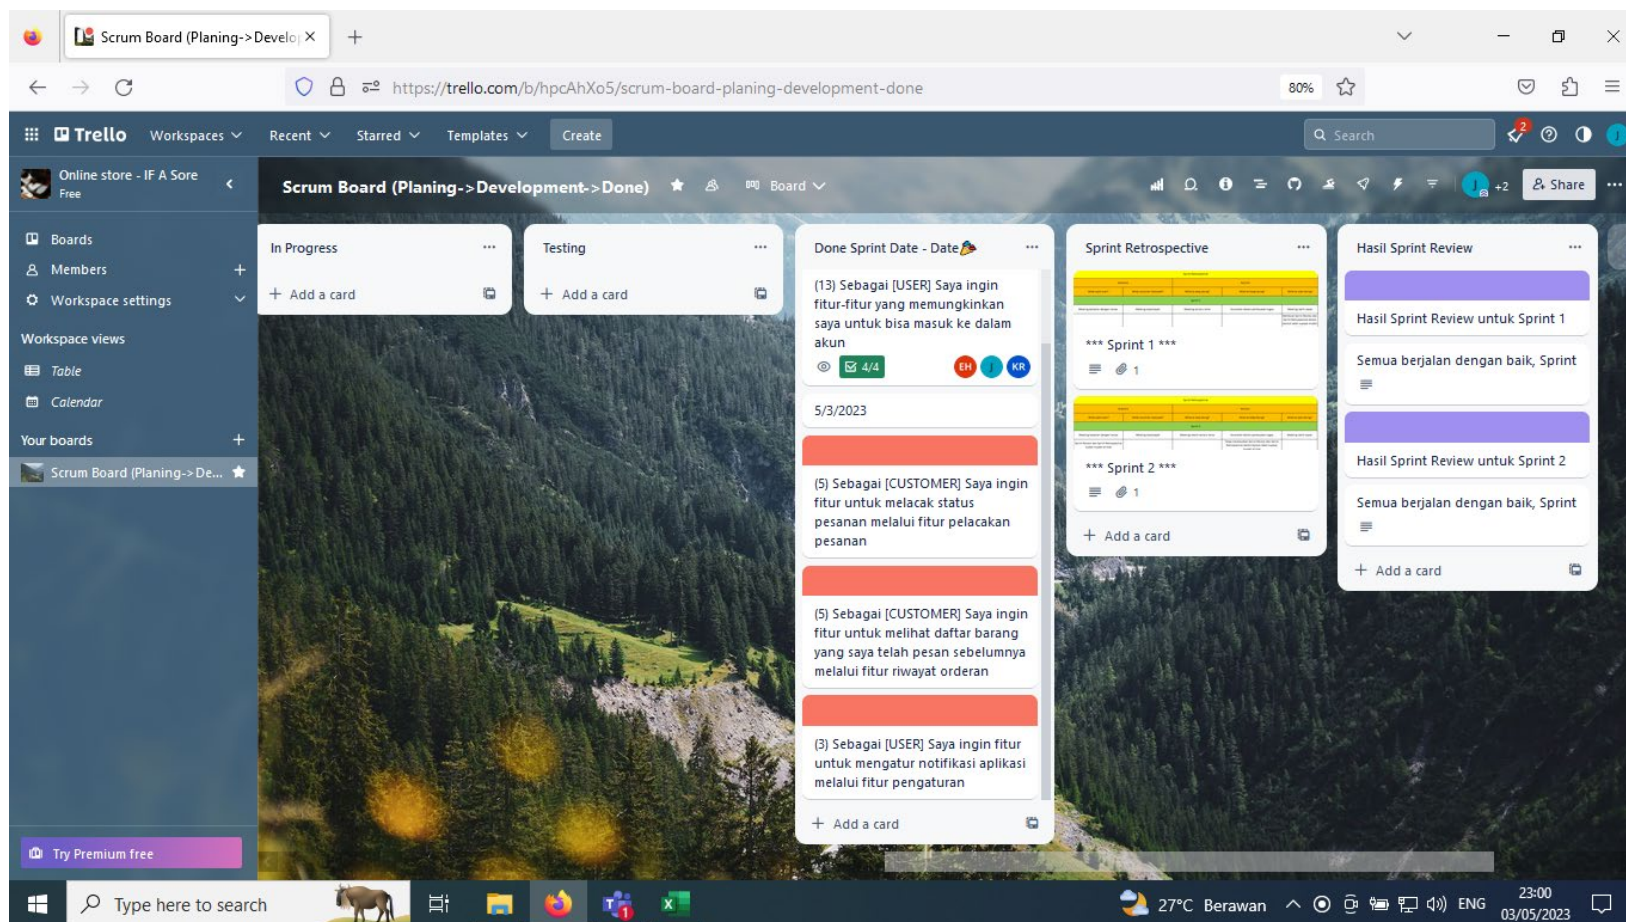 Scrum Board (Planing->Develop
https://trello.com/b/hpcAhXo5/scrum-board-planing-development-done
80%
Trello
Workspaces
Recent
Starred
Templates
Create
Search
2
J
Online store - IF A Sore
Free
Scrum Board (Planing->Development->Done)
Board
J
+2
Share
Boards
Members
Workspace settings
Workspace views
Table
Calendar
Your boards
Scrum Board (Planing->De...
Try Premium free
In Progress
+ Add a card
Testing
+ Add a card
Done Sprint Date - Date
(13) Sebagai [USER] Saya ingin
fitur-fitur yang memungkinkan
saya untuk bisa masuk ke dalam
akun
4/4
EH
J
KR
5/3/2023
(5) Sebagai [CUSTOMER] Saya ingin
fitur untuk melacak status
pesanan melalui fitur pelacakan
pesanan
(5) Sebagai [CUSTOMER] Saya ingin
fitur untuk melihat daftar barang
yang saya telah pesan sebelumnya
melalui fitur riwayat orderan
(3) Sebagai [USER] Saya ingin fitur
untuk mengatur notifikasi aplikasi
melalui fitur pengaturan
+ Add a card
Sprint Retrospective
*** Sprint 1 ***
1
*** Sprint 2 ***
1
+ Add a card
Hasil Sprint Review
Hasil Sprint Review untuk Sprint 1
Semua berjalan dengan baik, Sprint
Hasil Sprint Review untuk Sprint 2
Semua berjalan dengan baik, Sprint
+ Add a card
Type here to search
1
27°C Berawan
ENG
23:00
03/05/2023